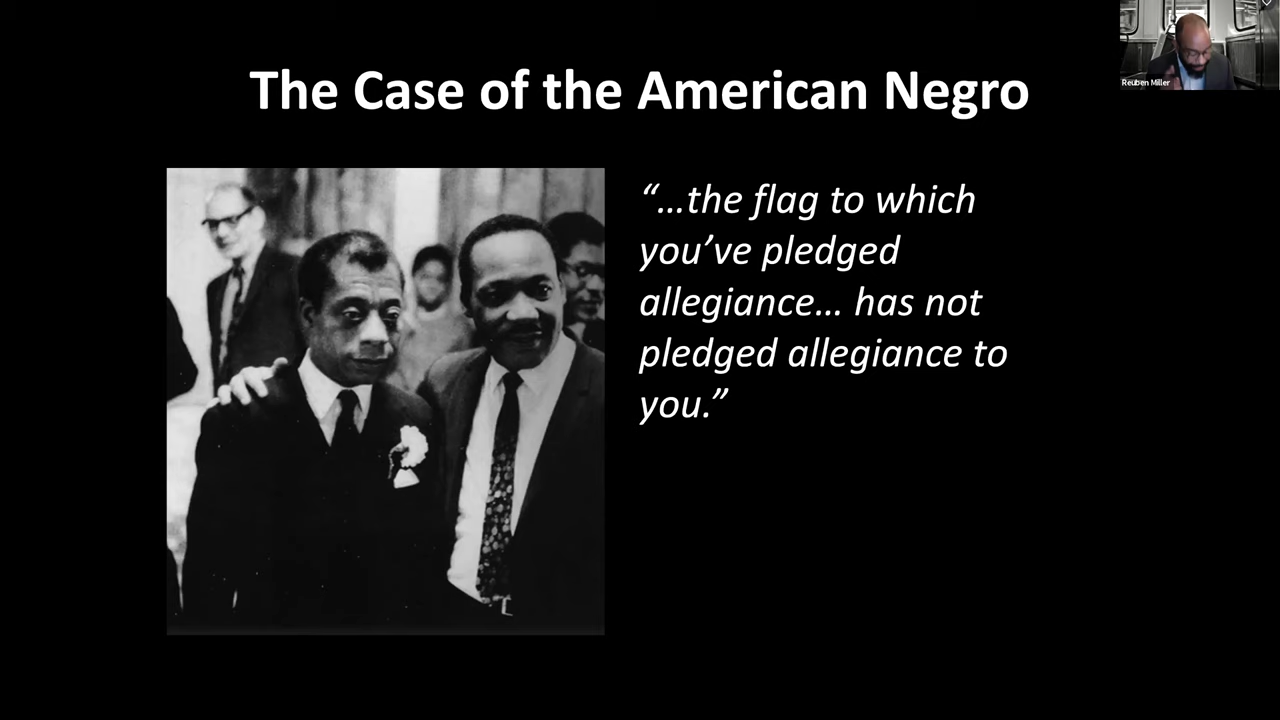 The Case of the American Negro
Reuben Miller
“…the flag to which
you’ve pledged
allegiance… has not
pledged allegiance to
you.”